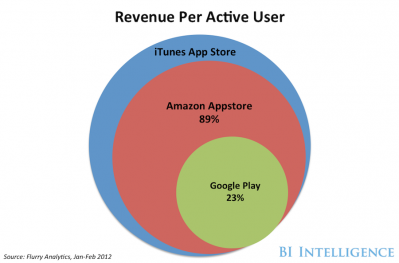 Revenue Per Active User
iTunes App Store
Amazon Appstore
89%
Google Play
23%
Source: Flurry Analytics, Jan-Feb 2012
BI INTELLIGENCE